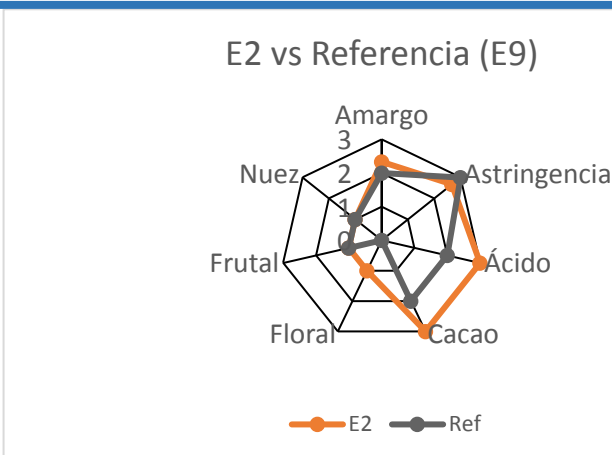 E2 vs Referencia (E9)
Amargo
3
Nuez
2
Astringencia
1
0
Frutal
Ácido
Floral
Cacao
E2
Ref